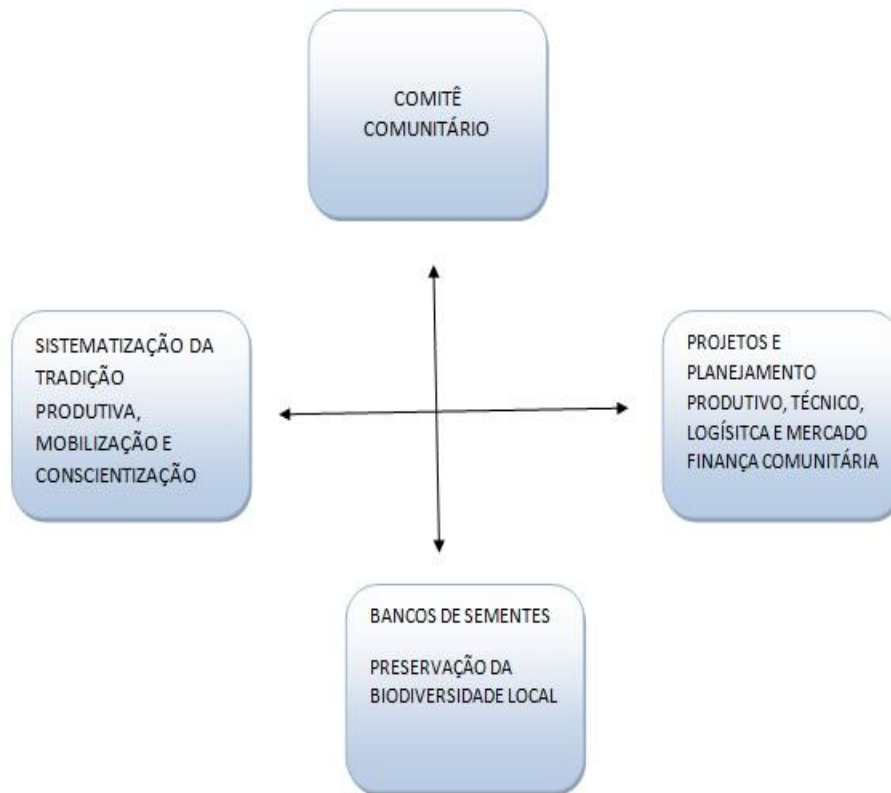 COMITÊ
COMUNITÁRIO
SISTEMATIZAÇÃO DA
TRADIÇÃO
PRODUTIVA,
MOBILIZAÇÃO E
CONSCIENTIZAÇÃO
PROJETOS E
PLANEJAMENTO
PRODUTIVO, TÉCNICO,
LOGÍSITCA E MERCADO
FINANÇA COMUNITÁRIA
BANCOS DE SEMENTES
PRESERVAÇÃO DA
BIODIVERSIDADE LOCAL